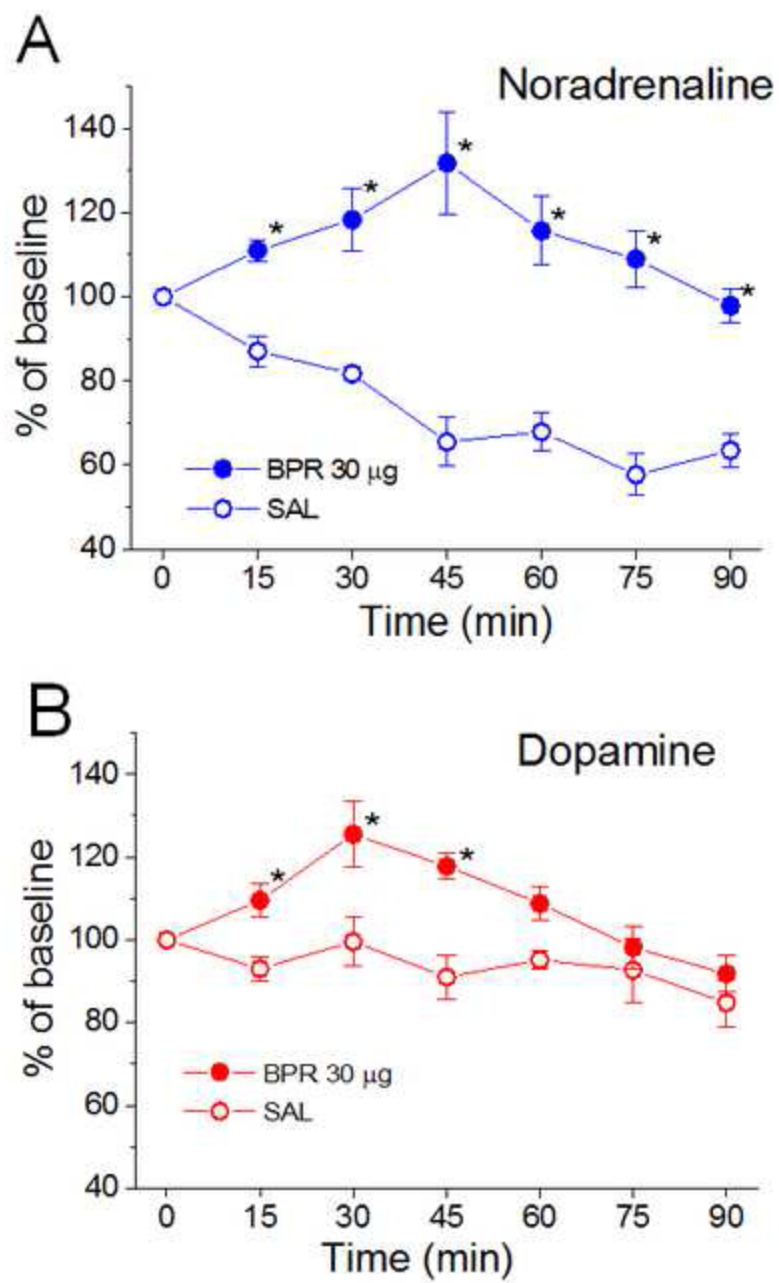 A
Noradrenaline
% of baseline
140
120
100
80
60
40
* * * * * *
BPR 30 µg
SAL
0 15 30 45 60 75 90
Time (min)
B
Dopamine
% of baseline
140
120
100
80
60
40
* * *
BPR 30 µg
SAL
0 15 30 45 60 75 90
Time (min)